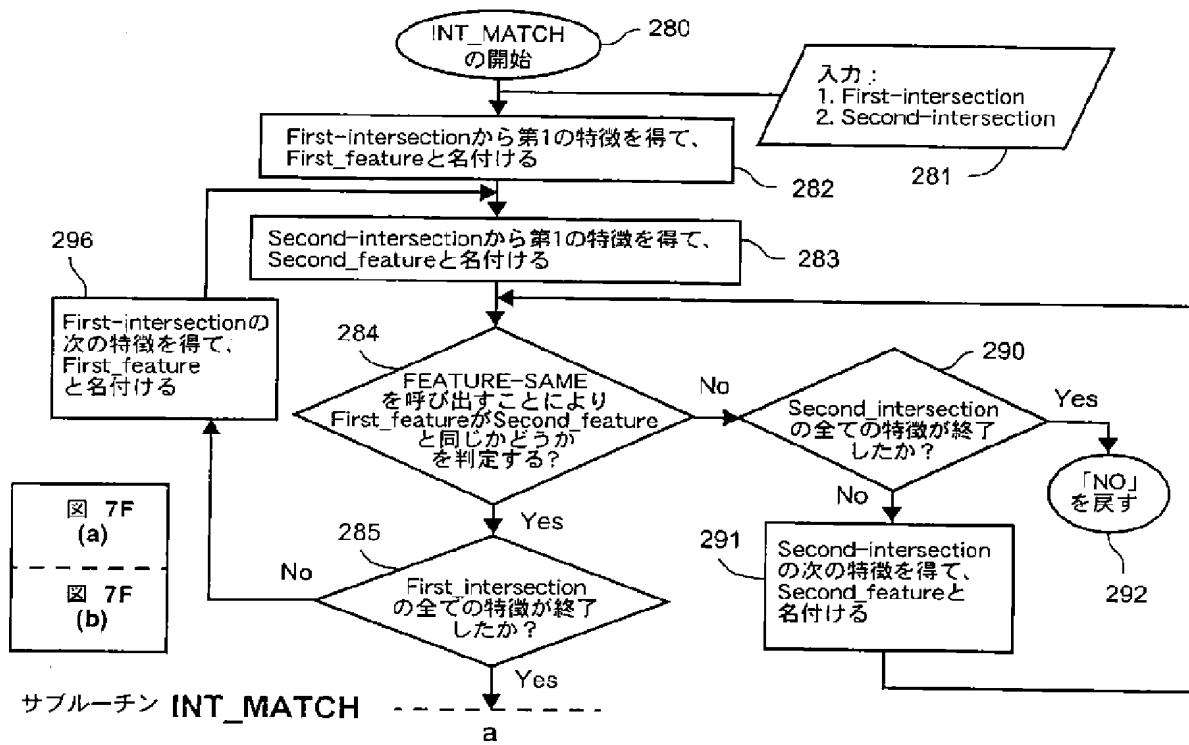 INT_MATCH
の開始
280
入力：
1. First-intersection
2. Second-intersection
281
First-intersectionから第1の特徴を得て、
First_featureと名付ける
282
Second-intersectionから第1の特徴を得て、
Second_featureと名付ける
283
296
First-intersectionの
次の特徴を得て、
First_feature
と名付ける
284
FEATURE-SAME
を呼び出すことにより
First_featureがSecond_feature
と同じかどうか
を判定する?
No
290
Second_intersection
の全ての特徴が終了
したか？
Yes
「NO」
を戻す
292
No
291
Second-intersection
の次の特徴を得て、
Second_featureと
名付ける
Yes
285
First_intersection
の全ての特徴が終了
したか？
No
Yes
図 7F
(a)
図 7F
(b)
サブルーチン INT_MATCH
a